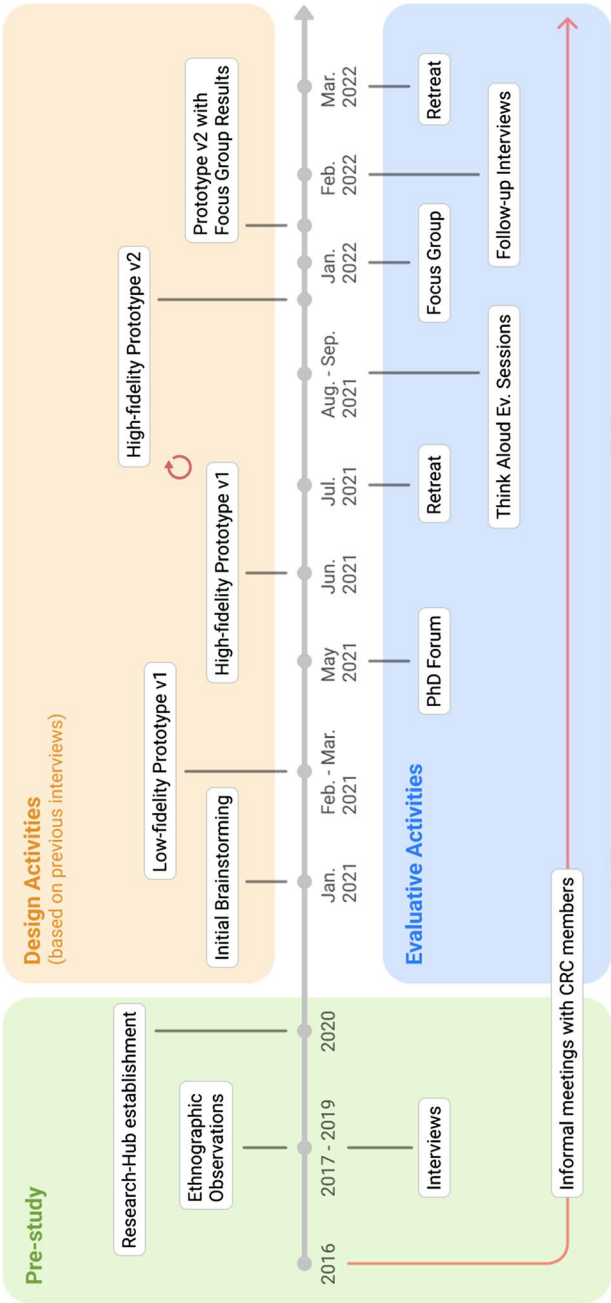 Pre-study
Research-Hub establishment
Ethnographic
Observations
2016
2017 - 2019
2020
Interviews
Informal meetings with CRC members
Design Activities
(based on previous interviews)
Initial Brainstorming
Low-fidelity Prototype v1
High-fidelity Prototype v1
High-fidelity Prototype v2
Prototype v2 with
Focus Group Results
Jan.
2021
Feb. - Mar.
2021
May
2021
Jun.
2021
Jul.
2021
Aug. - Sep.
2021
Jan.
2022
Feb.
2022
Mar.
2022
Evaluative Activities
PhD Forum
Retreat
Think Aloud Ev. Sessions
Focus Group
Follow-up Interviews
Retreat